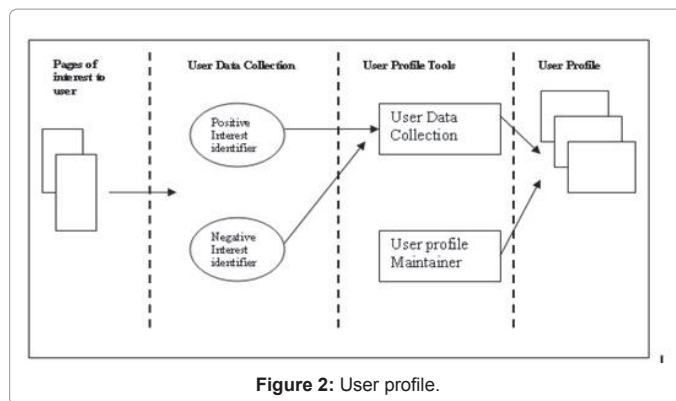 Pages of
interest to
user
User Data Collection
User Profile Tools
User Profile
Positive
Interest
identifier
User Data
Collection
Negative
Interest
identifier
User profile
Maintainer
Figure 2: User profile.